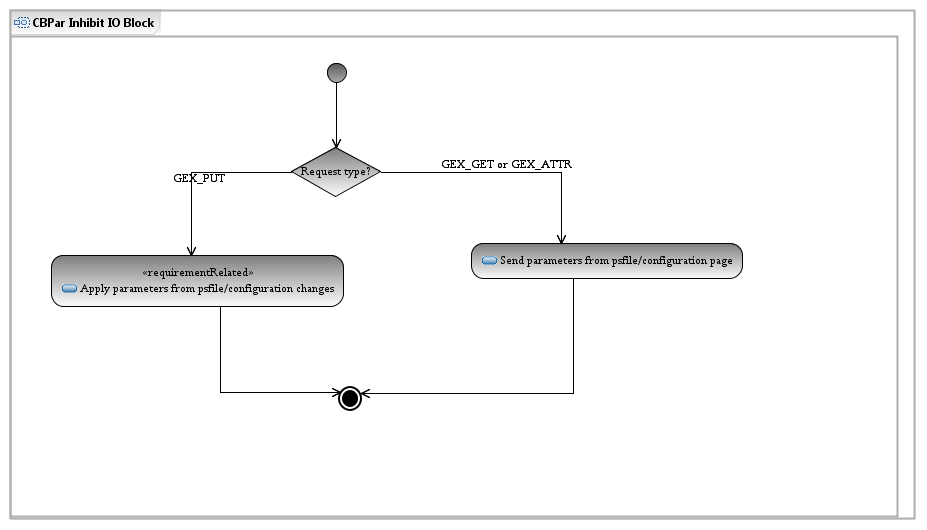 CBPar Inhibit IO Block
Request type?
GEX_GET or GEX_ATTR
GEX_PUT
Send parameters from psfile/configuration page
«requirementRelated»
Apply parameters from psfile/configuration changes